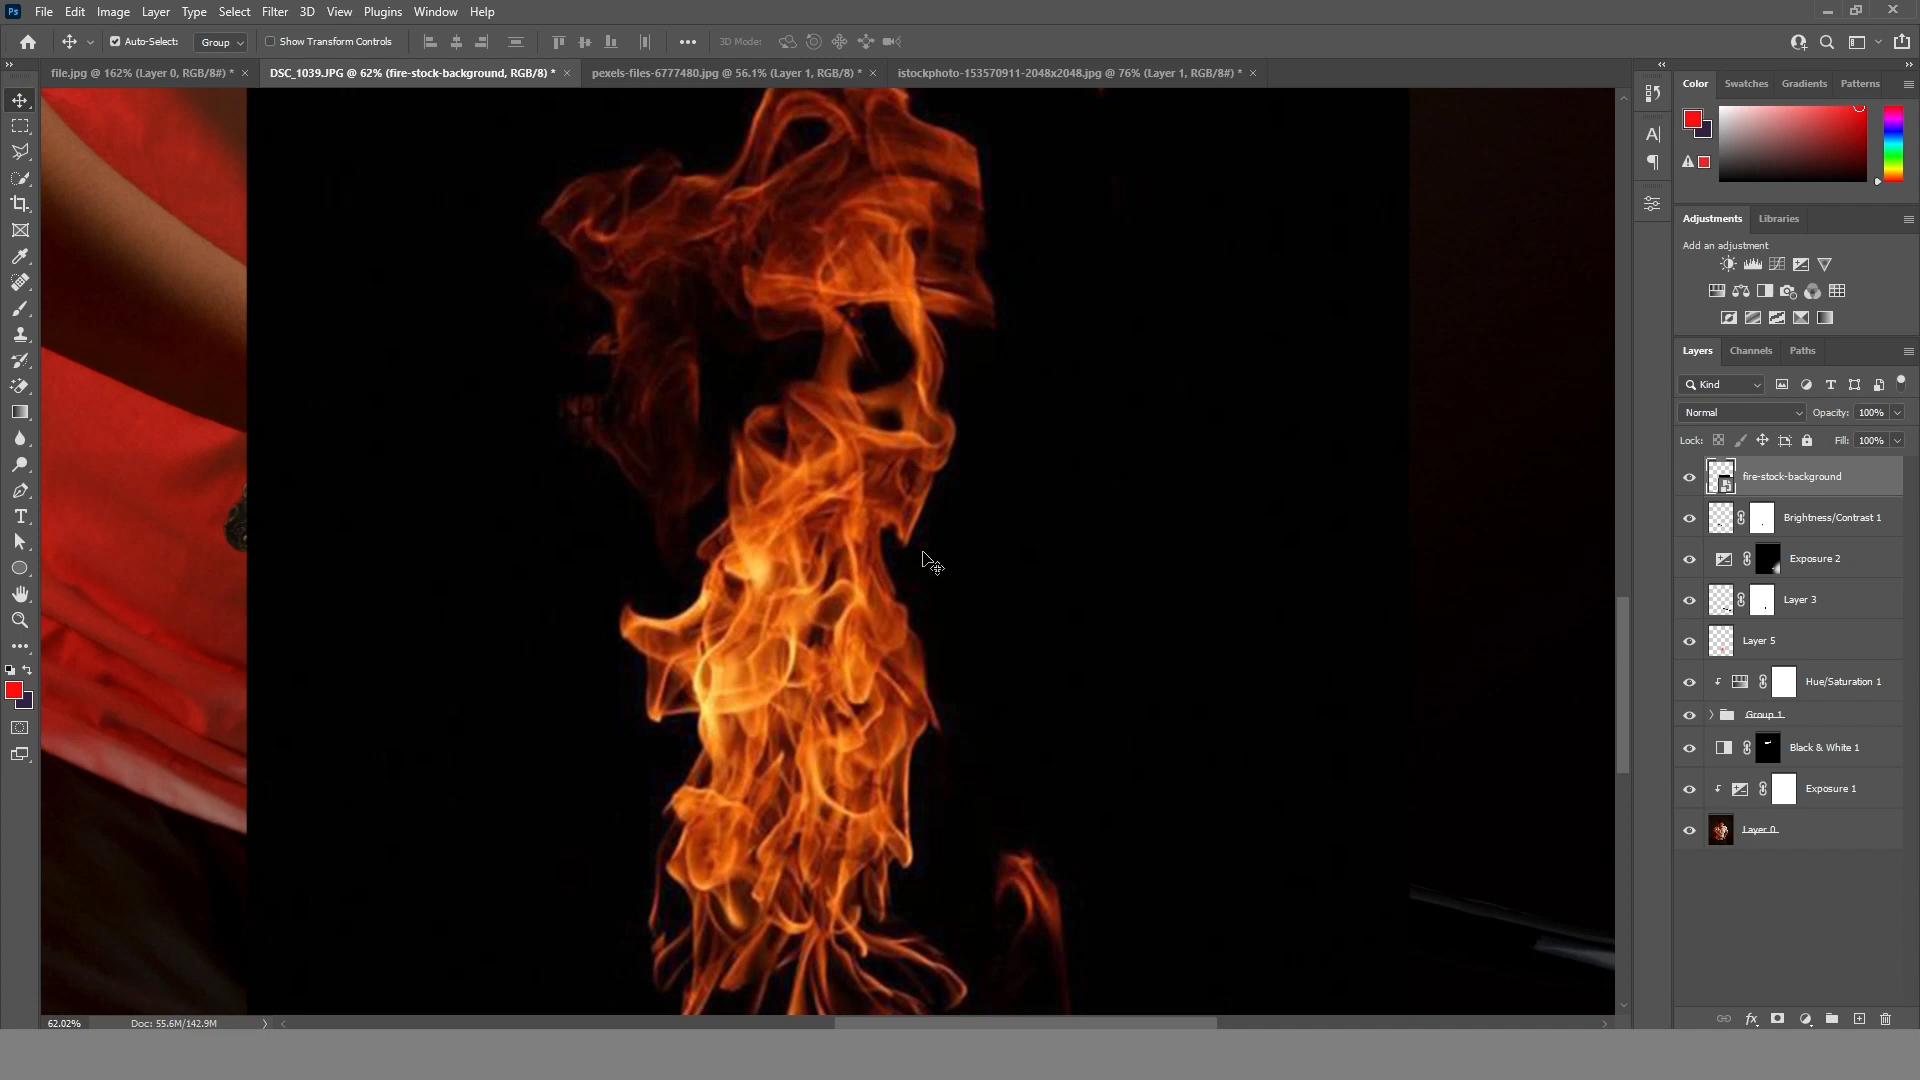 Ps File Edit Image Layer Type Select Filter 3D View Plugins Window Help
Auto-Select: Group Show Transform Controls 3D Mode:
file.jpg @ 162% (Layer 0, RGB/8#) * DSC_1039.JPG @ 62% (fire-stock-background, RGB/8) * pexels-files-6777480.jpg @ 56.1% (Layer 1, RGB/8) * istockphoto-153570911-2048x2048.jpg @ 76% (Layer 1, RGB/8#) *
Color Swatches Gradients Patterns
Adjustments Libraries
Add an adjustment
Layers Channels Paths
Kind
Normal Opacity: 100%
Lock: Fill: 100%
fire-stock-background
Brightness/Contrast 1
Exposure 2
Layer 3
Layer 5
Hue/Saturation 1
Group 1
Black & White 1
Exposure 1
Layer 0
62.02% Doc: 55.6M/142.9M